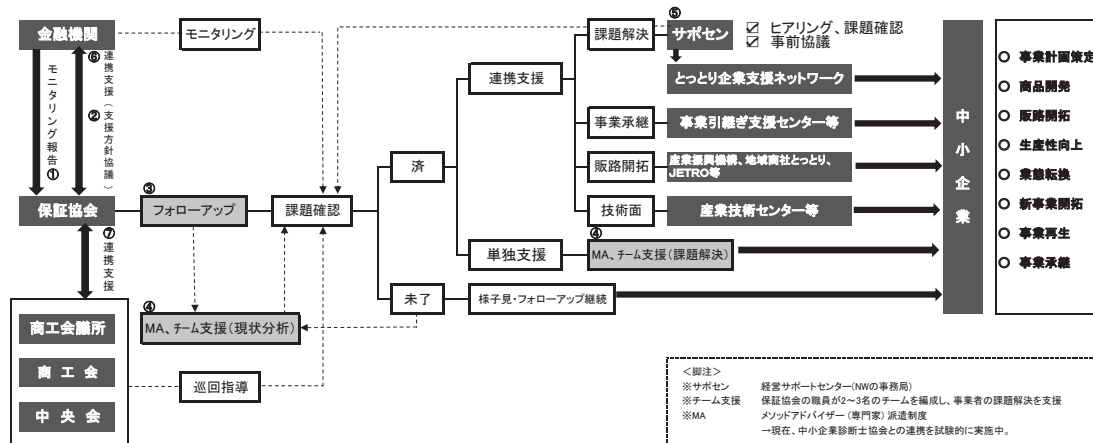 金融機関
モニタリング
モニタリング報告①
⑥連携支援(支援方針協議)②
保証協会
⑦連携支援
商工会議所
商工会
中央会
③
フォローアップ
課題確認
④
MA、チーム支援(現状分析)
巡回指導
済
未了
連携支援
単独支援
様子見・フォローアップ継続
課題解決
事業承継
販路開拓
技術面
⑤
サポセン
☑ ヒアリング、課題確認
☑ 事前協議
とっとり企業支援ネットワーク
事業引継ぎ支援センター等
産業振興機構、地域商社とっとり、
JETRO等
産業技術センター等
④
MA、チーム支援(課題解決)
中小企業
○ 事業計画策定
○ 商品開発
○ 販路開拓
○ 生産性向上
○ 業態転換
○ 新事業開拓
○ 事業再生
○ 事業承継
<脚注>
※サポセン 経営サポートセンター(NWの事務局)
※チーム支援 保証協会の職員が2~3名のチームを編成し、事業者の課題解決を支援
※MA メソッドアドバイザー(専門家)派遣制度
→現在、中小企業診断士協会との連携を試験的に実施中。